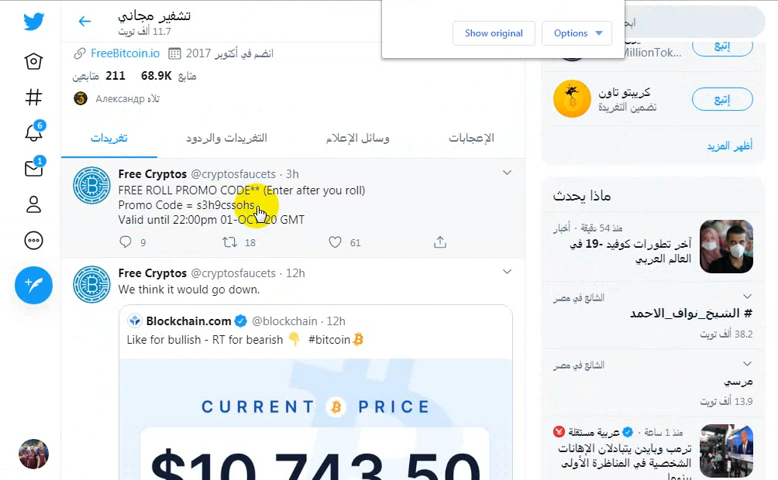 تشفير مجاني
11.7 ألف تويت
Show original
Options
FreeBitcoin.io
انضم في أكتوبر 2017
68.9K متابع
211 متابعين
Александр
تغريدات
التغريدات والردود
وسائل الإعلام
الإعجابات
Free Cryptos @cryptosfaucets · 3h
FREE ROLL PROMO CODE** (Enter after you roll)
Promo Code = s3h9cssohs
Valid until 22:00pm 01-OCT-20 GMT
9
18
61
Free Cryptos @cryptosfaucets · 12h
We think it would go down.
Blockchain.com @blockchain · 12h
Like for bullish - RT for bearish #bitcoin
CURRENT PRICE
$10,743.50
6
1
إتبع
كريبتو تاون
نضمين التغريدة
إتبع
أظهر المزيد
ماذا يحدث
أخبار · منذ 54 دقيقة
آخر تطورات كوفيد -19 في
العالم العربي
الشائع في مصر
# الشيخ_نواف_الاحمد
38.2 ألف تويت
الشائع في مصر
مرسي
13.9 ألف تويت
عربية مستقلة
منذ 1 ساعة
ترمب وبايدن يتبادلان الإهانات
الشخصية في المناظرة الأولى
بينهما